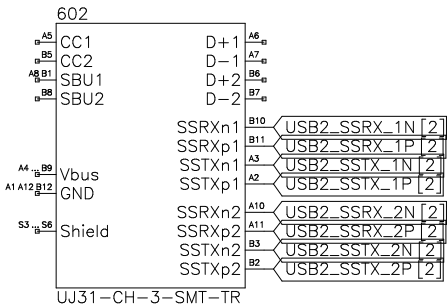 602
A5 CC1 D+1 A6
B5 CC2 D-1 A7
A8 B1 SBU1 D+2 B6
B8 SBU2 D-2 B7
SSRXn1 B10 USB2_SSRX_1N [2]
SSRXp1 B11 USB2_SSRX_1P [2]
SSTXn1 A3 USB2_SSTX_1N [2]
A4 ... B9 Vbus SSTXp1 A2 USB2_SSTX_1P [2]
A1 A12 B12 GND
SSRXn2 A10 USB2_SSRX_2N [2]
S3 ... S6 Shield SSRXp2 A11 USB2_SSRX_2P [2]
SSTXn2 B3 USB2_SSTX_2N [2]
SSTXp2 B2 USB2_SSTX_2P [2]
UJ31-CH-3-SMT-TR